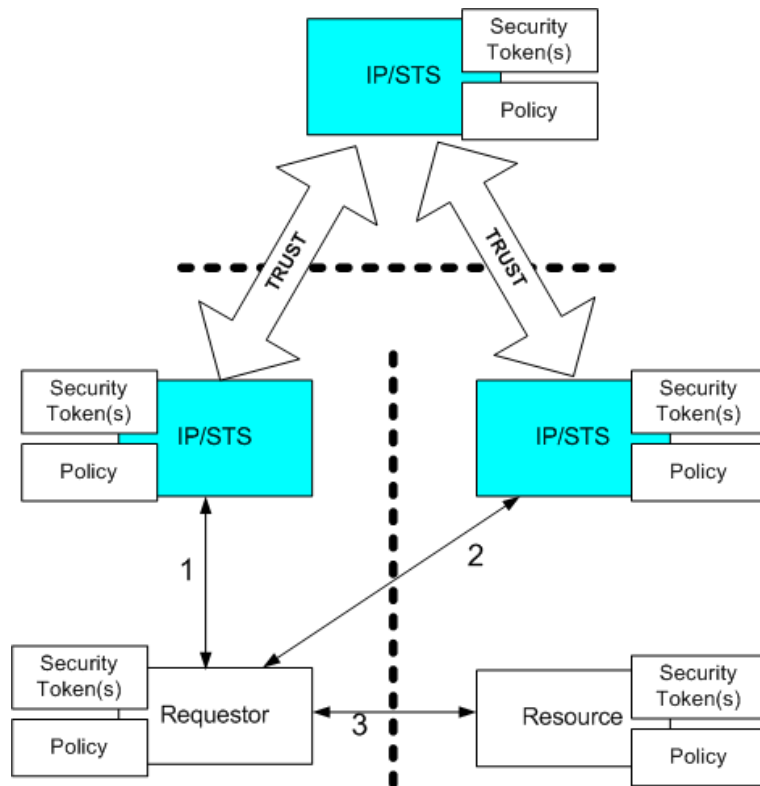 Security
Token(s)
IP/STS
Policy
TRUST
TRUST
Security
Token(s)
IP/STS
Policy
Security
Token(s)
IP/STS
Policy
1
2
Security
Token(s)
Requestor
Policy
3
Security
Token(s)
Resource
Policy